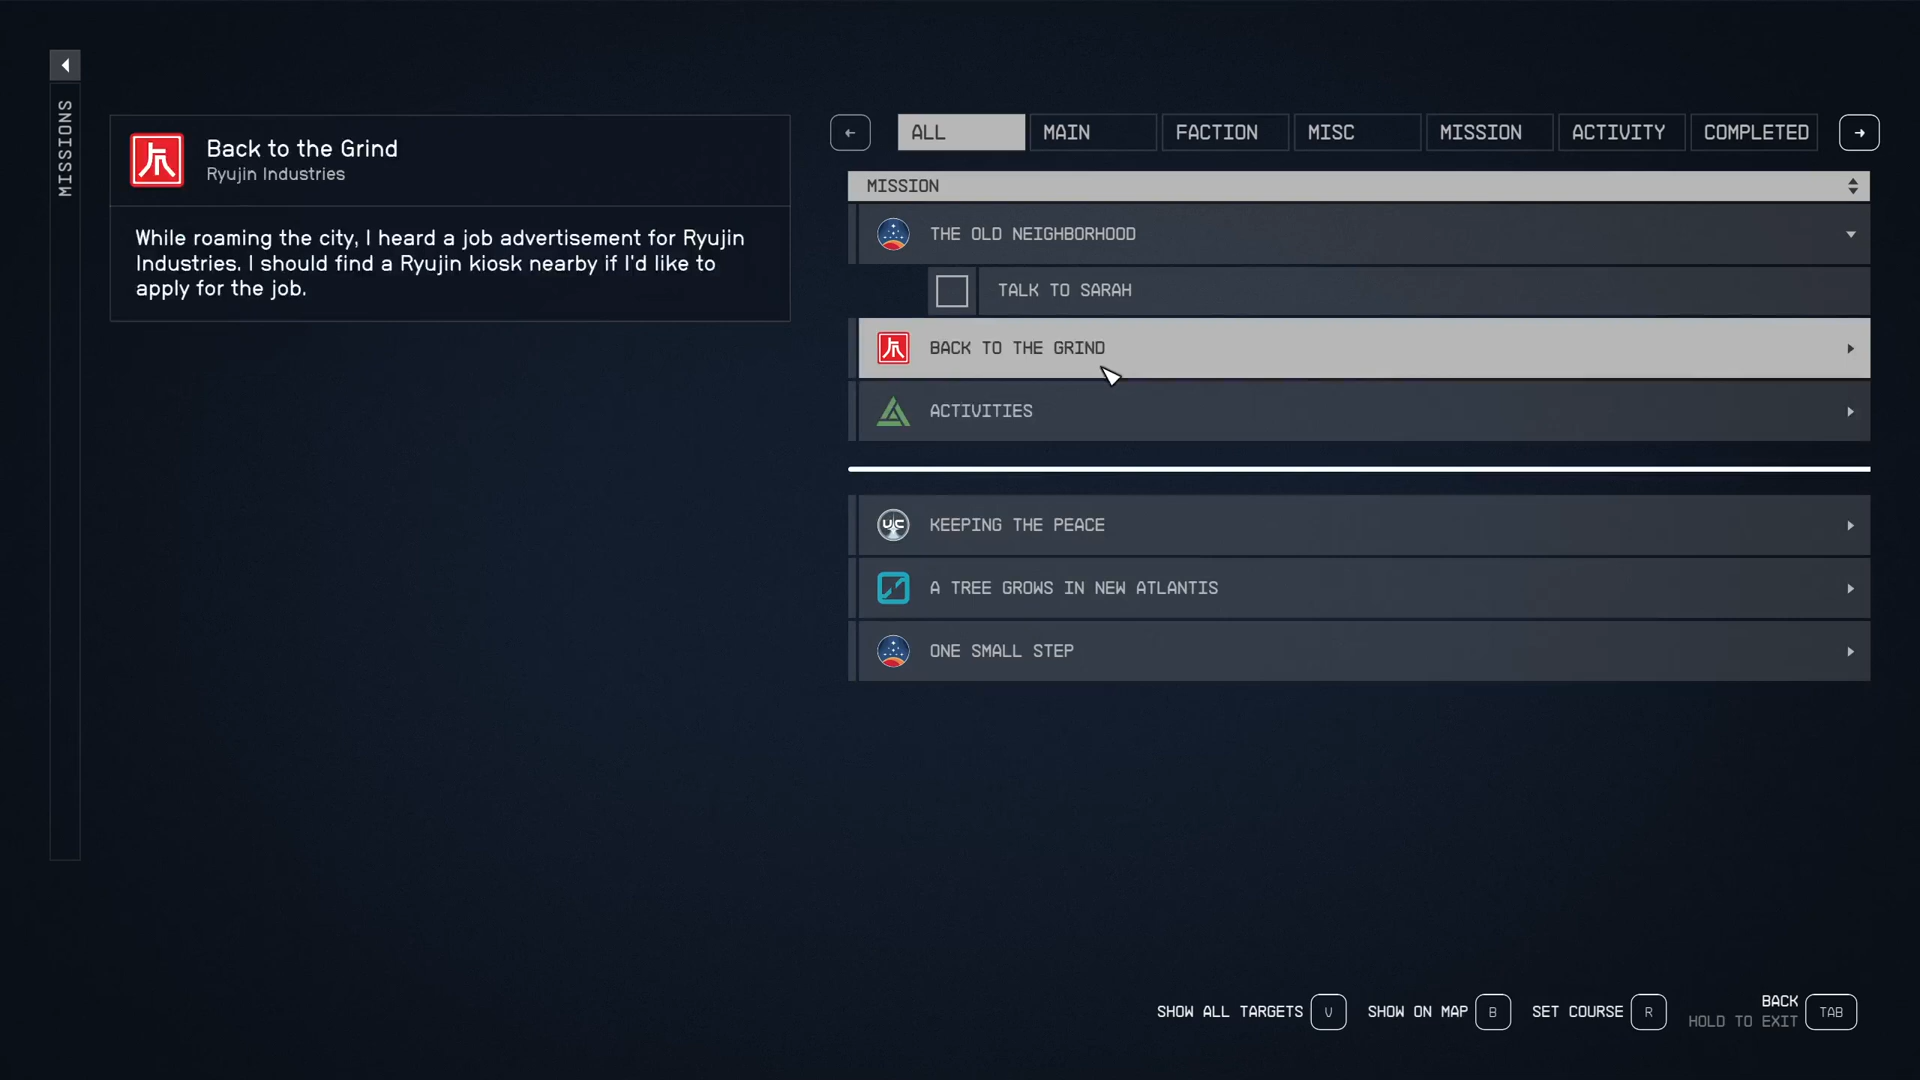 MISSIONS
Back to the Grind
Ryujin Industries
While roaming the city, I heard a job advertisement for Ryujin
Industries. I should find a Ryujin kiosk nearby if I'd like to
apply for the job.
ALL
MAIN
FACTION
MISC
MISSION
ACTIVITY
COMPLETED
MISSION
THE OLD NEIGHBORHOOD
TALK TO SARAH
BACK TO THE GRIND
ACTIVITIES
UC
KEEPING THE PEACE
A TREE GROWS IN NEW ATLANTIS
ONE SMALL STEP
SHOW ALL TARGETS V
SHOW ON MAP B
SET COURSE R
BACK
HOLD TO EXIT
TAB